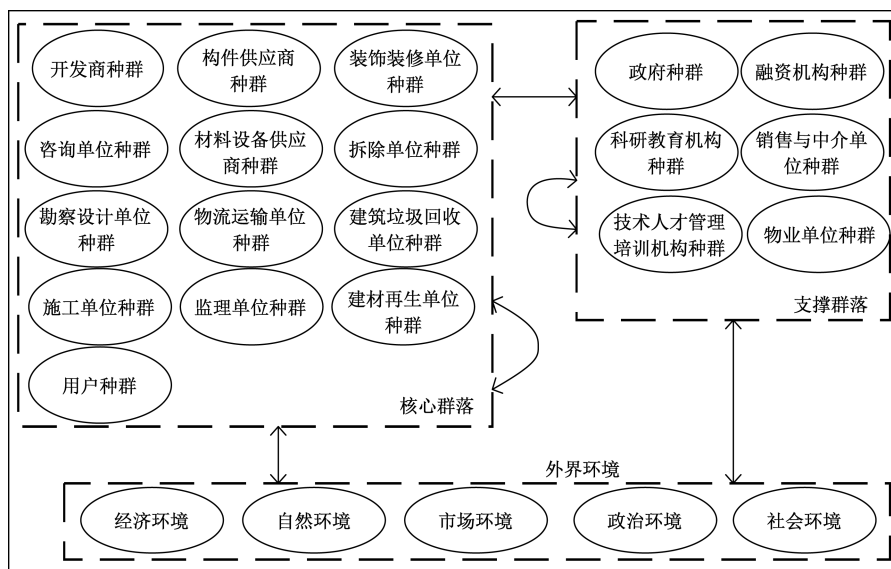 开发商种群
构件供应商
种群
装饰装修单位
种群
咨询单位种群
材料设备供应
商种群
拆除单位种群
勘察设计单位
种群
物流运输单位
种群
建筑垃圾回收
单位种群
施工单位种群
监理单位种群
建材再生单位
种群
用户种群
核心群落
政府种群
融资机构种群
科研教育机构
种群
销售与中介单
位种群
技术人才管理
培训机构种群
物业单位种群
支撑群落
外界环境
经济环境
自然环境
市场环境
政治环境
社会环境